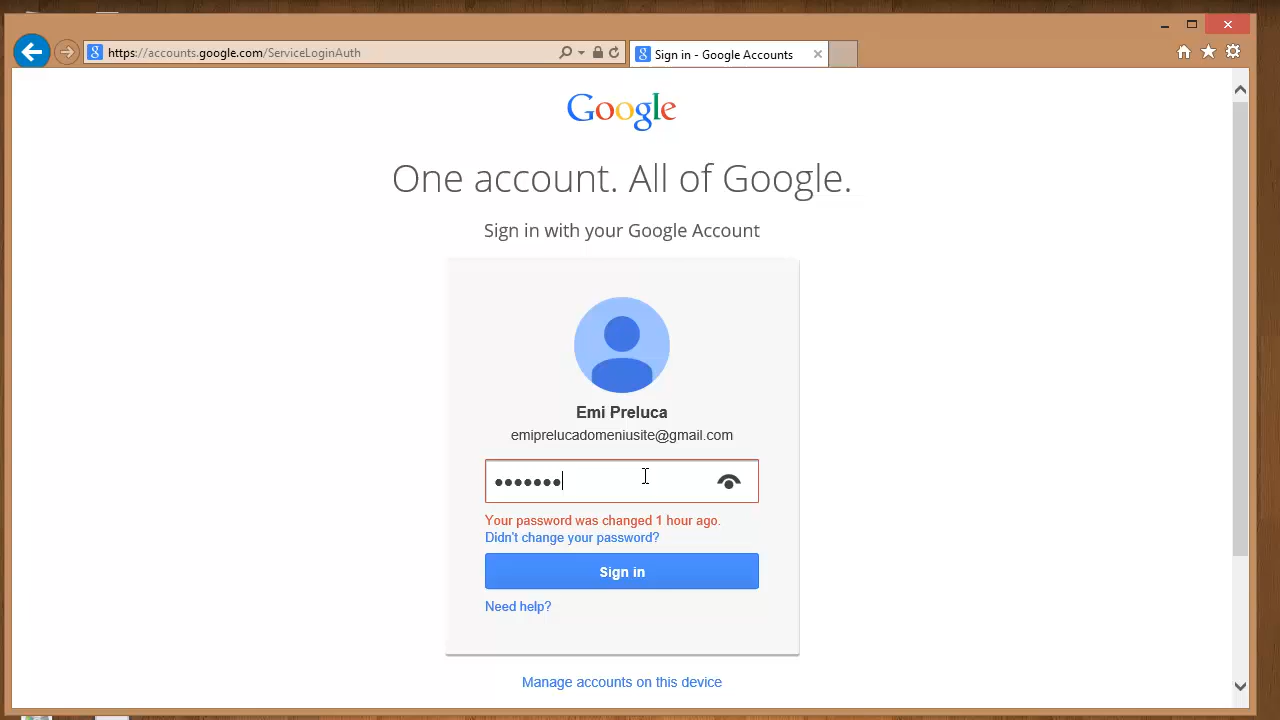 https://accounts.google.com/ServiceLoginAuth
Sign in - Google Accounts
Google
One account. All of Google.
Sign in with your Google Account
Emi Preluca
emiprelucadomeniusite@gmail.com
Your password was changed 1 hour ago.
Didn't change your password?
Sign in
Need help?
Manage accounts on this device